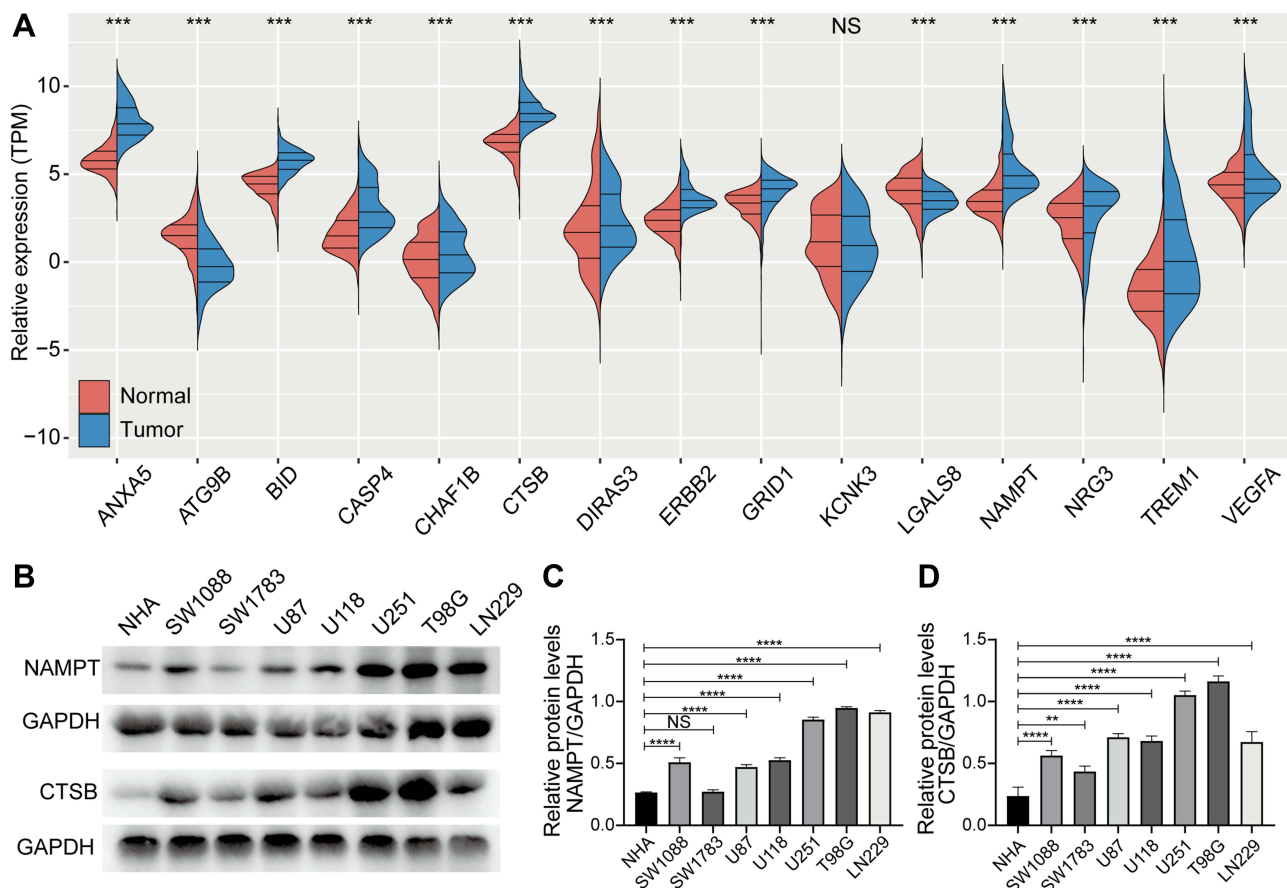 A
*** *** *** *** *** *** *** *** *** NS *** *** *** *** ***
Relative expression (TPM)
10
5
0
−5
−10
Normal
Tumor
ANXA5 ATG9B BID CASP4 CHAF1B CTSB DIRAS3 ERBB2 GRID1 KCNK3 LGALS8 NAMPT NRG3 TREM1 VEGFA
B
NHA SW1088 SW1783 U87 U118 U251 T98G LN229
NAMPT
GAPDH
CTSB
GAPDH
C
Relative protein levels
NAMPT/GAPDH
1.5
1.0
0.5
0.0
****
****
****
****
****
NS
****
NHA SW1088 SW1783 U87 U118 U251 T98G LN229
D
Relative protein levels
CTSB/GAPDH
1.5
1.0
0.5
0.0
****
****
****
****
****
**
****
NHA SW1088 SW1783 U87 U118 U251 T98G LN229